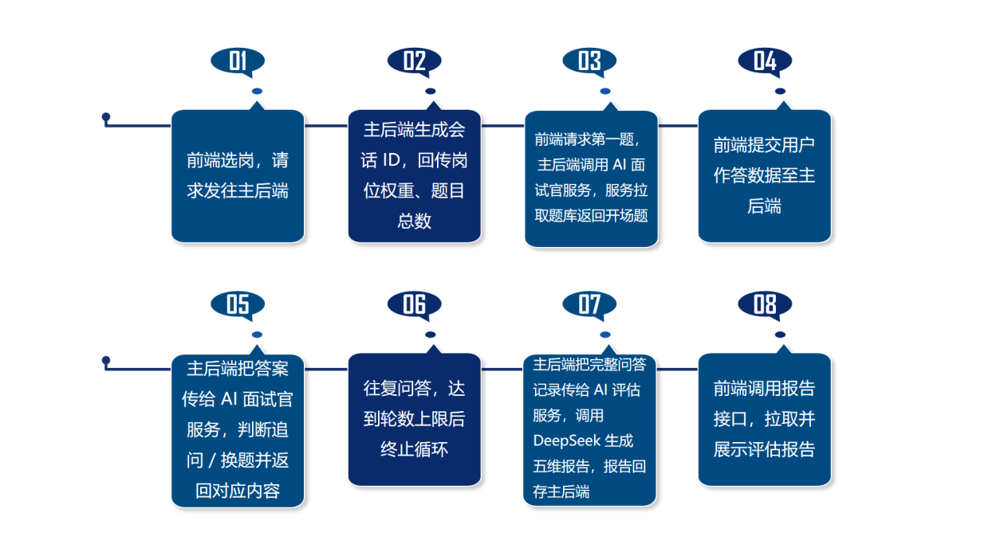 01
前端选岗，请
求发往主后端
02
主后端生成会
话 ID，回传岗
位权重、题目
总数
03
前端请求第一题，
主后端调用 AI 面
试官服务，服务拉
取题库返回开场题
04
前端提交用户
作答数据至主
后端
05
主后端把答案
传给 AI 面试官
服务，判断追
问 / 换题并返
回对应内容
06
往复问答，达
到轮数上限后
终止循环
07
主后端把完整问答
记录传给 AI 评估
服务，调用
DeepSeek 生成
五维报告，报告回
存主后端
08
前端调用报告
接口，拉取并
展示评估报告